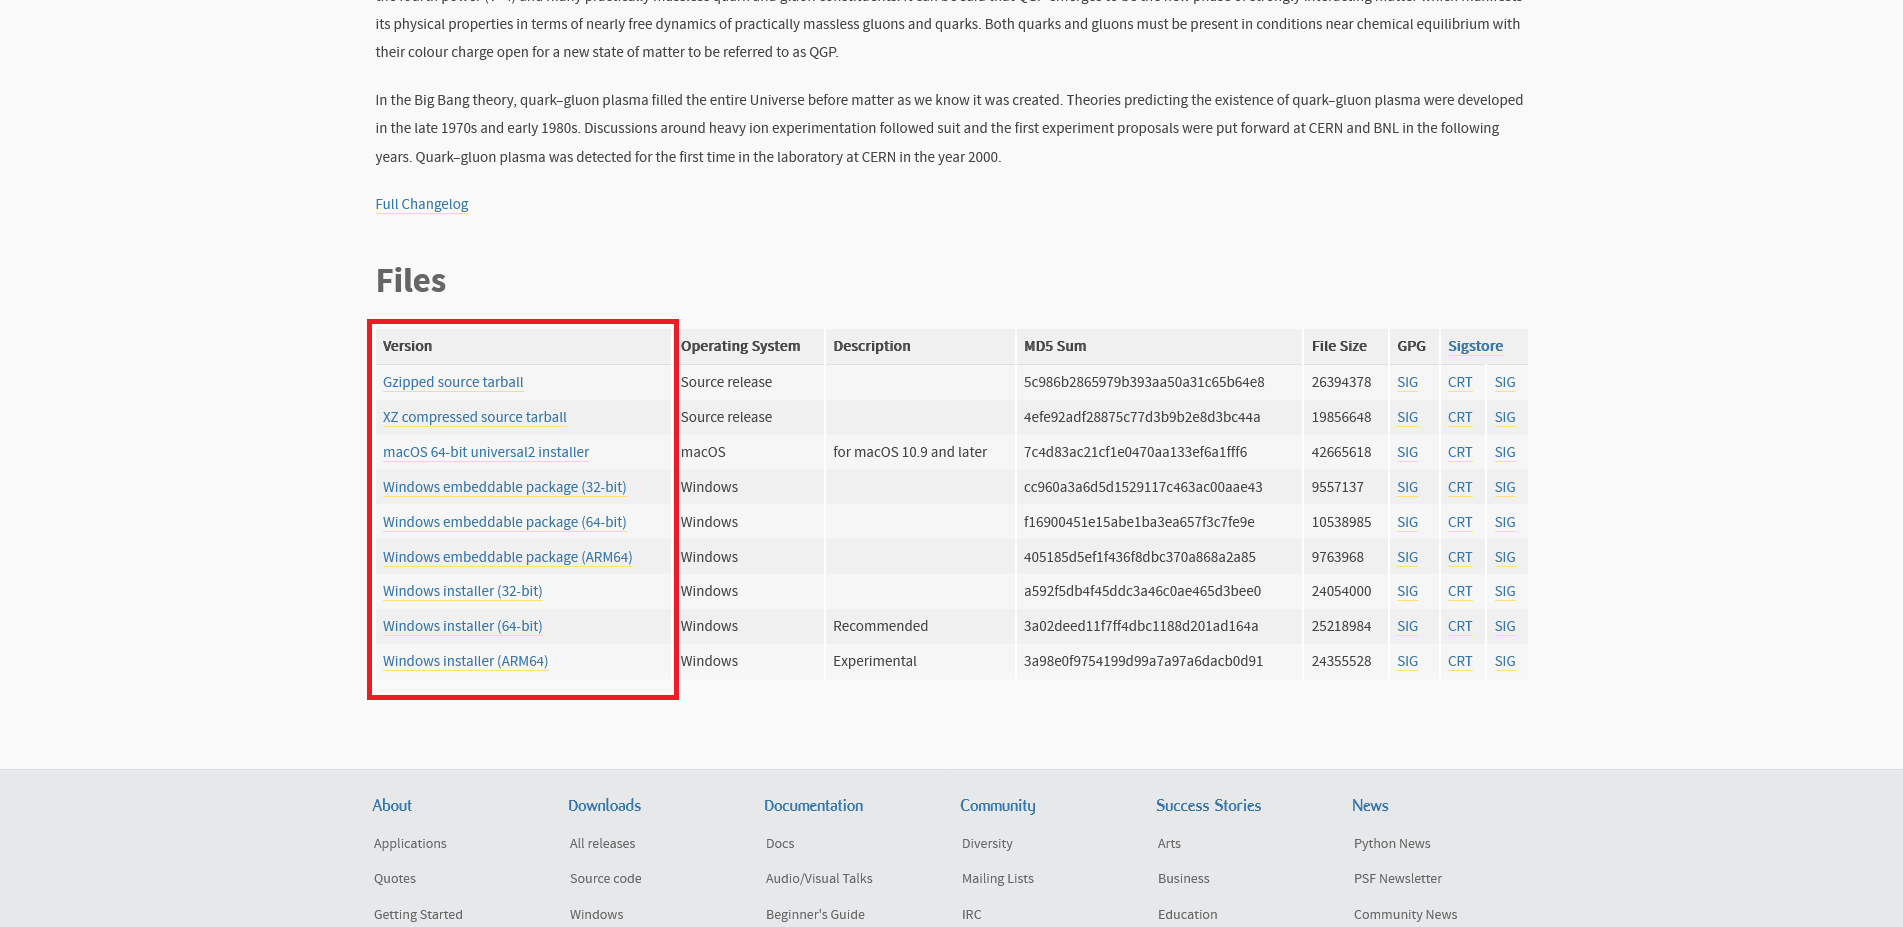 its physical properties in terms of nearly free dynamics of practically massless gluons and quarks. Both quarks and gluons must be present in conditions near chemical equilibrium with
their colour charge open for a new state of matter to be referred to as QGP.
In the Big Bang theory, quark–gluon plasma filled the entire Universe before matter as we know it was created. Theories predicting the existence of quark–gluon plasma were developed
in the late 1970s and early 1980s. Discussions around heavy ion experimentation followed suit and the first experiment proposals were put forward at CERN and BNL in the following
years. Quark–gluon plasma was detected for the first time in the laboratory at CERN in the year 2000.
Full Changelog
Files
Version Operating System Description MD5 Sum File Size GPG Sigstore
Gzipped source tarball Source release 5c986b2865979b393aa50a31c65b64e8 26394378 SIG CRT SIG
XZ compressed source tarball Source release 4efe92adf28875c77d3b9b2e8d3bc44a 19856648 SIG CRT SIG
macOS 64-bit universal2 installer macOS for macOS 10.9 and later 7c4d83ac21cf1e0470aa133ef6a1fff6 42665618 SIG CRT SIG
Windows embeddable package (32-bit) Windows cc960a3a6d5d1529117c463ac00aae43 9557137 SIG CRT SIG
Windows embeddable package (64-bit) Windows f16900451e15abe1ba3ea657f3c7fe9e 10538985 SIG CRT SIG
Windows embeddable package (ARM64) Windows 405185d5ef1f436f8dbc370a868a2a85 9763968 SIG CRT SIG
Windows installer (32-bit) Windows a592f5db4f45ddc3a46c0ae465d3bee0 24054000 SIG CRT SIG
Windows installer (64-bit) Windows Recommended 3a02deed11f7ff4dbc1188d201ad164a 25218984 SIG CRT SIG
Windows installer (ARM64) Windows Experimental 3a98e0f9754199d99a7a97a6dacb0d91 24355528 SIG CRT SIG
About Downloads Documentation Community Success Stories News
Applications All releases Docs Diversity Arts Python News
Quotes Source code Audio/Visual Talks Mailing Lists Business PSF Newsletter
Getting Started Windows Beginner's Guide IRC Education Community News